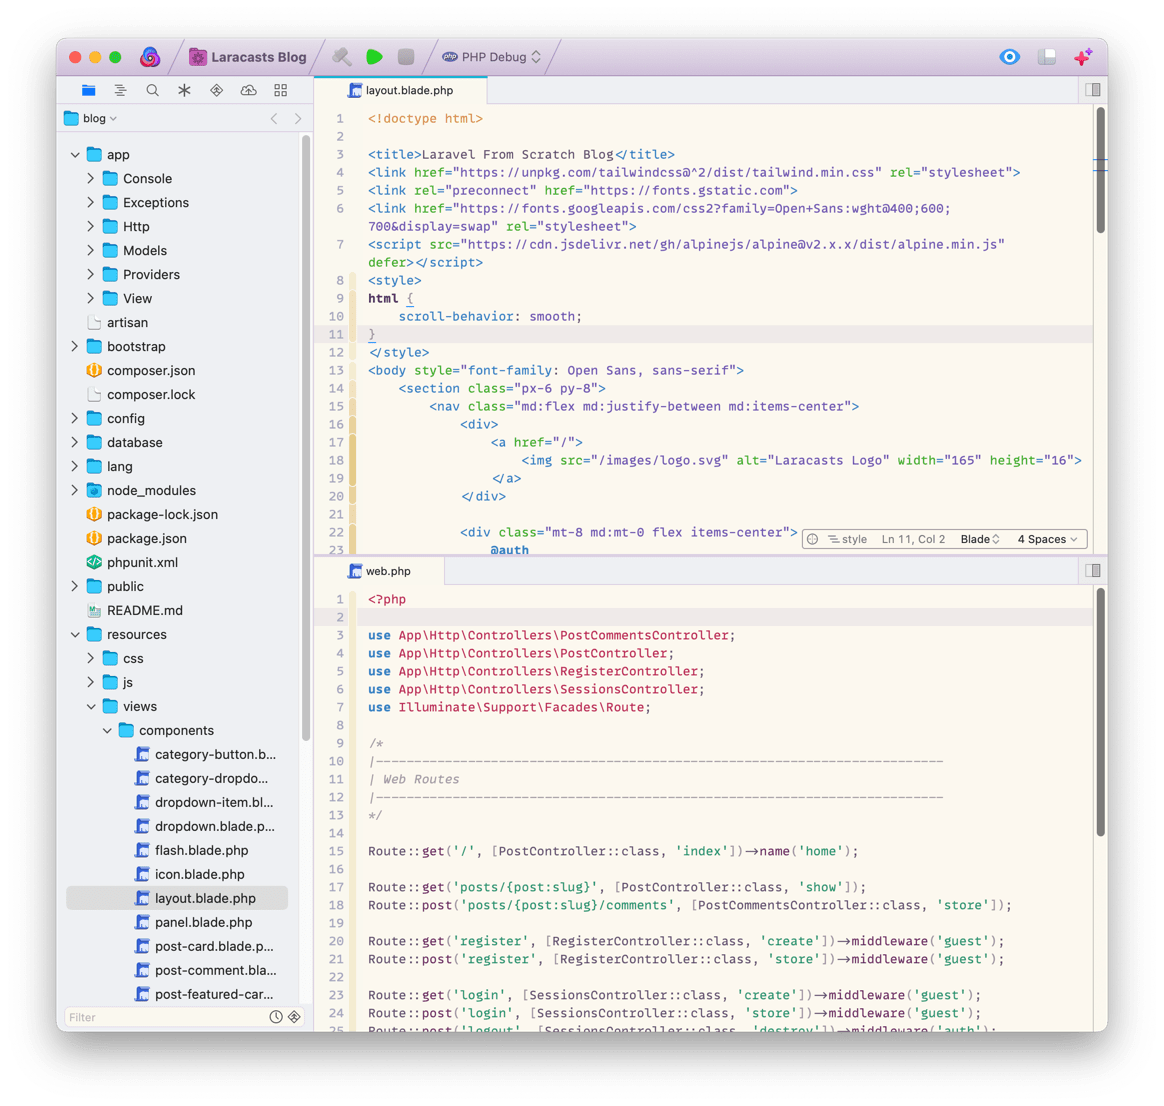 Laracasts Blog
php PHP Debug
blog
app
Console
Exceptions
Http
Models
Providers
View
artisan
bootstrap
composer.json
composer.lock
config
database
lang
node_modules
package-lock.json
package.json
phpunit.xml
public
README.md
resources
css
js
views
components
category-button.b...
category-dropdo...
dropdown-item.bl...
dropdown.blade.p...
flash.blade.php
icon.blade.php
layout.blade.php
panel.blade.php
post-card.blade.p...
post-comment.bla...
post-featured-car...
Filter
layout.blade.php
1 <!doctype html>
2
3 <title>Laravel From Scratch Blog</title>
4 <link href="https://unpkg.com/tailwindcss@^2/dist/tailwind.min.css" rel="stylesheet">
5 <link rel="preconnect" href="https://fonts.gstatic.com">
6 <link href="https://fonts.googleapis.com/css2?family=Open+Sans:wght@400;600;
700&display=swap" rel="stylesheet">
7 <script src="https://cdn.jsdelivr.net/gh/alpinejs/alpine@v2.x.x/dist/alpine.min.js"
defer></script>
8 <style>
9 html {
10 scroll-behavior: smooth;
11 }
12 </style>
13 <body style="font-family: Open Sans, sans-serif">
14 <section class="px-6 py-8">
15 <nav class="md:flex md:justify-between md:items-center">
16 <div>
17 <a href="/">
18 <img src="/images/logo.svg" alt="Laracasts Logo" width="165" height="16">
19 </a>
20 </div>
21
22 <div class="mt-8 md:mt-0 flex items-center">
23 @auth
style Ln 11, Col 2 Blade 4 Spaces
web.php
1 <?php
2
3 use App\Http\Controllers\PostCommentsController;
4 use App\Http\Controllers\PostController;
5 use App\Http\Controllers\RegisterController;
6 use App\Http\Controllers\SessionsController;
7 use Illuminate\Support\Facades\Route;
8
9 /*
10 |--------------------------------------------------------------------------
11 | Web Routes
12 |--------------------------------------------------------------------------
13 */
14
15 Route::get('/', [PostController::class, 'index'])->name('home');
16
17 Route::get('posts/{post:slug}', [PostController::class, 'show']);
18 Route::post('posts/{post:slug}/comments', [PostCommentsController::class, 'store']);
19
20 Route::get('register', [RegisterController::class, 'create'])->middleware('guest');
21 Route::post('register', [RegisterController::class, 'store'])->middleware('guest');
22
23 Route::get('login', [SessionsController::class, 'create'])->middleware('guest');
24 Route::post('login', [SessionsController::class, 'store'])->middleware('guest');
25 Route::post('logout', [SessionsController::class, 'destroy'])->middleware('auth');